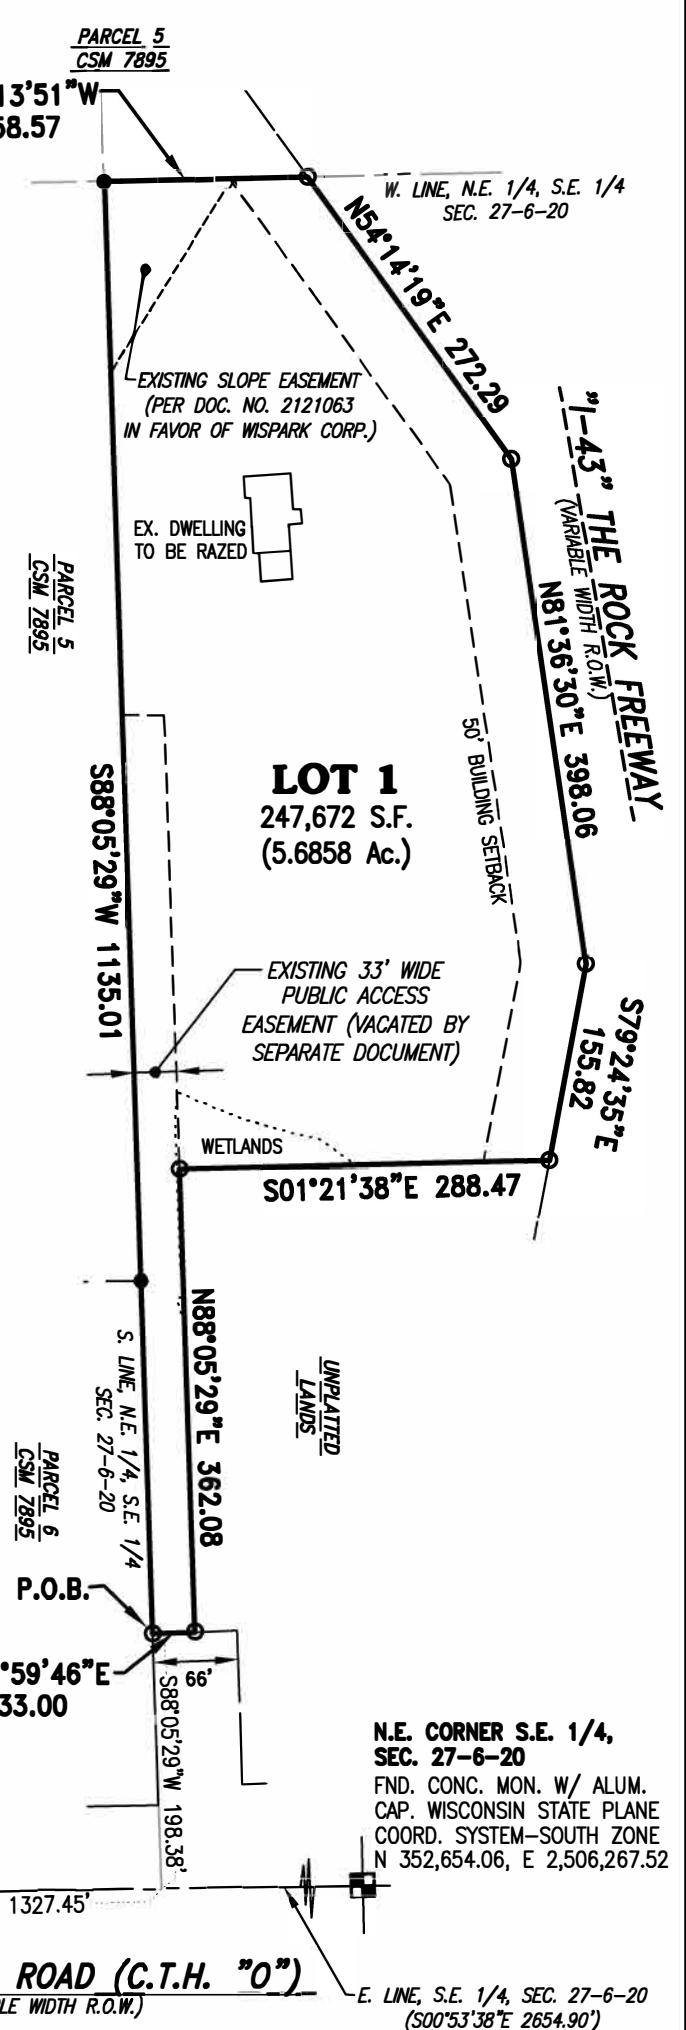 PARCEL 5
CSM 7895
13'51"W
58.57
W. LINE, N.E. 1/4, S.E. 1/4
SEC. 27-6-20
N54°14'19"E 272.29
EXISTING SLOPE EASEMENT
(PER DOC. NO. 2121063
IN FAVOR OF WISPARK CORP.)
"I-43" THE ROCK FREEWAY
(VARIABLE WIDTH R.O.W.)
EX. DWELLING
TO BE RAZED
PARCEL 5
CSM 7895
N81°36'30"E 398.06
50' BUILDING SETBACK
LOT 1
247,672 S.F.
(5.6858 Ac.)
S88°05'29"W 1135.01
EXISTING 33' WIDE
PUBLIC ACCESS
EASEMENT (VACATED BY
SEPARATE DOCUMENT)
S79°24'35"E
155.82
WETLANDS
S01°21'38"E 288.47
N88°05'29"E 362.08
S. LINE, N.E. 1/4, S.E. 1/4
SEC. 27-6-20
UNPLATTED
LANDS
PARCEL 6
CSM 7895
P.O.B.
°59'46"E
33.00
66'
S88°05'29"W 198.38'
N.E. CORNER S.E. 1/4,
SEC. 27-6-20
FND. CONC. MON. W/ ALUM.
CAP. WISCONSIN STATE PLANE
COORD. SYSTEM-SOUTH ZONE
N 352,654.06, E 2,506,267.52
1327.45'
ROAD (C.T.H. "O")
LE WIDTH R.O.W.)
E. LINE, S.E. 1/4, SEC. 27-6-20
(S00°53'38"E 2654.90')